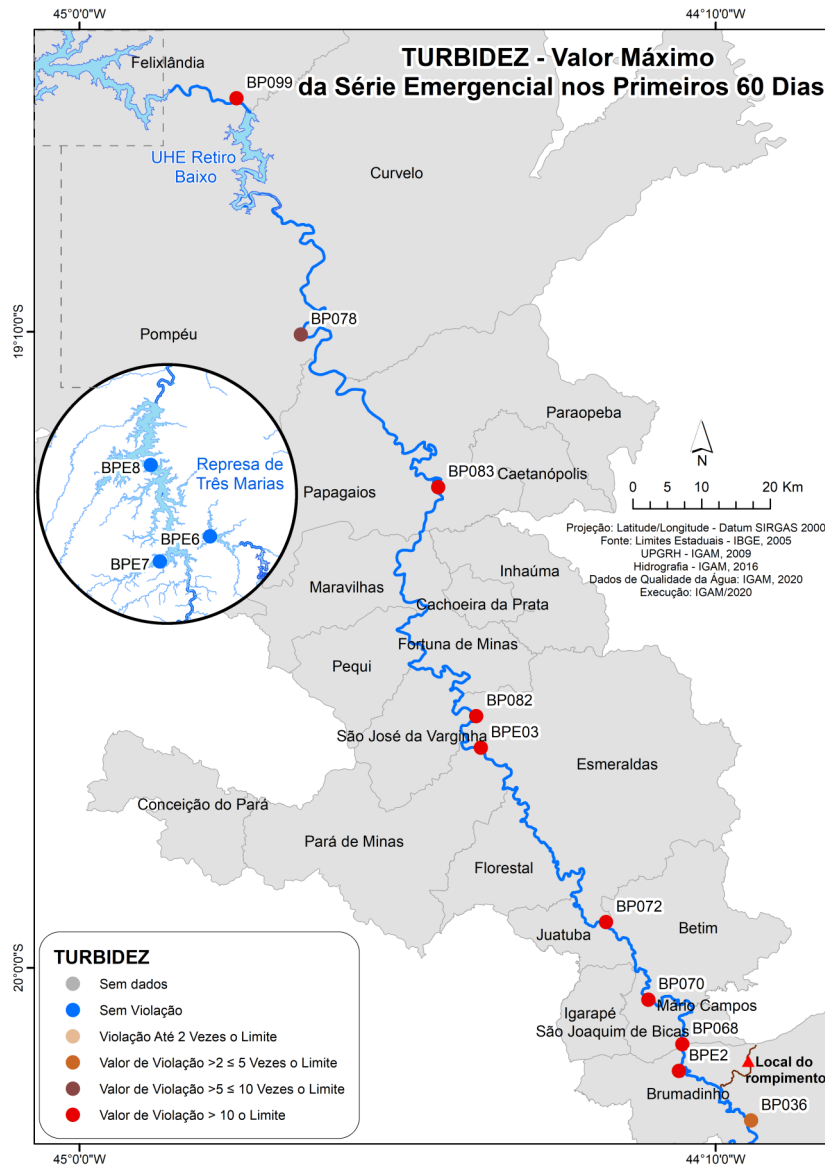 45°0'0"W
44°10'0"W
TURBIDEZ - Valor Máximo
da Série Emergencial nos Primeiros 60 Dias
Felixlândia
BP099
UHE Retiro
Baixo
Curvelo
19°10'0"S
BP078
Pompéu
Paraopeba
N
BPE8
Represa de
Três Marias
BP083
Caetanópolis
Papagaios
0 5 10 20 Km
BPE6
BPE7
Projeção: Latitude/Longitude - Datum SIRGAS 2000
Fonte: Limites Estaduais - IBGE, 2005
UPGRH - IGAM, 2009
Hidrografia - IGAM, 2016
Dados de Qualidade da Água: IGAM, 2020
Execução: IGAM/2020
Inhaúma
Maravilhas
Cachoeira da Prata
Fortuna de Minas
Pequi
BP082
São José da Varginha
BPE03
Esmeraldas
Conceição do Pará
Pará de Minas
Florestal
BP072
Juatuba
Betim
20°0'0"S
BP070
Mário Campos
Igarapé
São Joaquim de Bicas
BP068
BPE2
Local do
rompimento
Brumadinho
BP036
TURBIDEZ
Sem dados
Sem Violação
Violação Até 2 Vezes o Limite
Valor de Violação >2 ≤ 5 Vezes o Limite
Valor de Violação >5 ≤ 10 Vezes o Limite
Valor de Violação > 10 o Limite
45°0'0"W
44°10'0"W